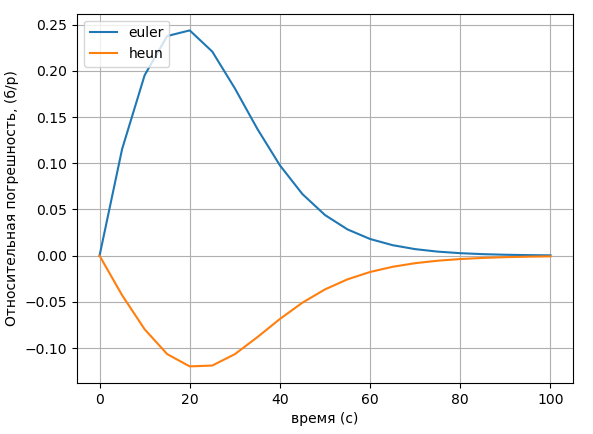 euler
heun
0.25
0.20
0.15
0.10
0.05
0.00
−0.05
−0.10
Относительная погрешность, (б/р)
0 20 40 60 80 100
время (с)